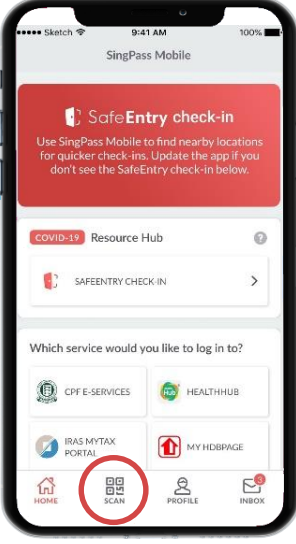 Sketch 9:41 AM 100%
SingPass Mobile
SafeEntry check-in
Use SingPass Mobile to find nearby locations
for quicker check-ins. Update the app if you
don't see the SafeEntry check-in below.
COVID-19 Resource Hub ?
SAFEENTRY CHECK-IN
Which service would you like to log in to?
CPF E-SERVICES
Hub HEALTHHUB
IRAS MYTAX
PORTAL
MY HDBPAGE
3
HOME SCAN PROFILE INBOX